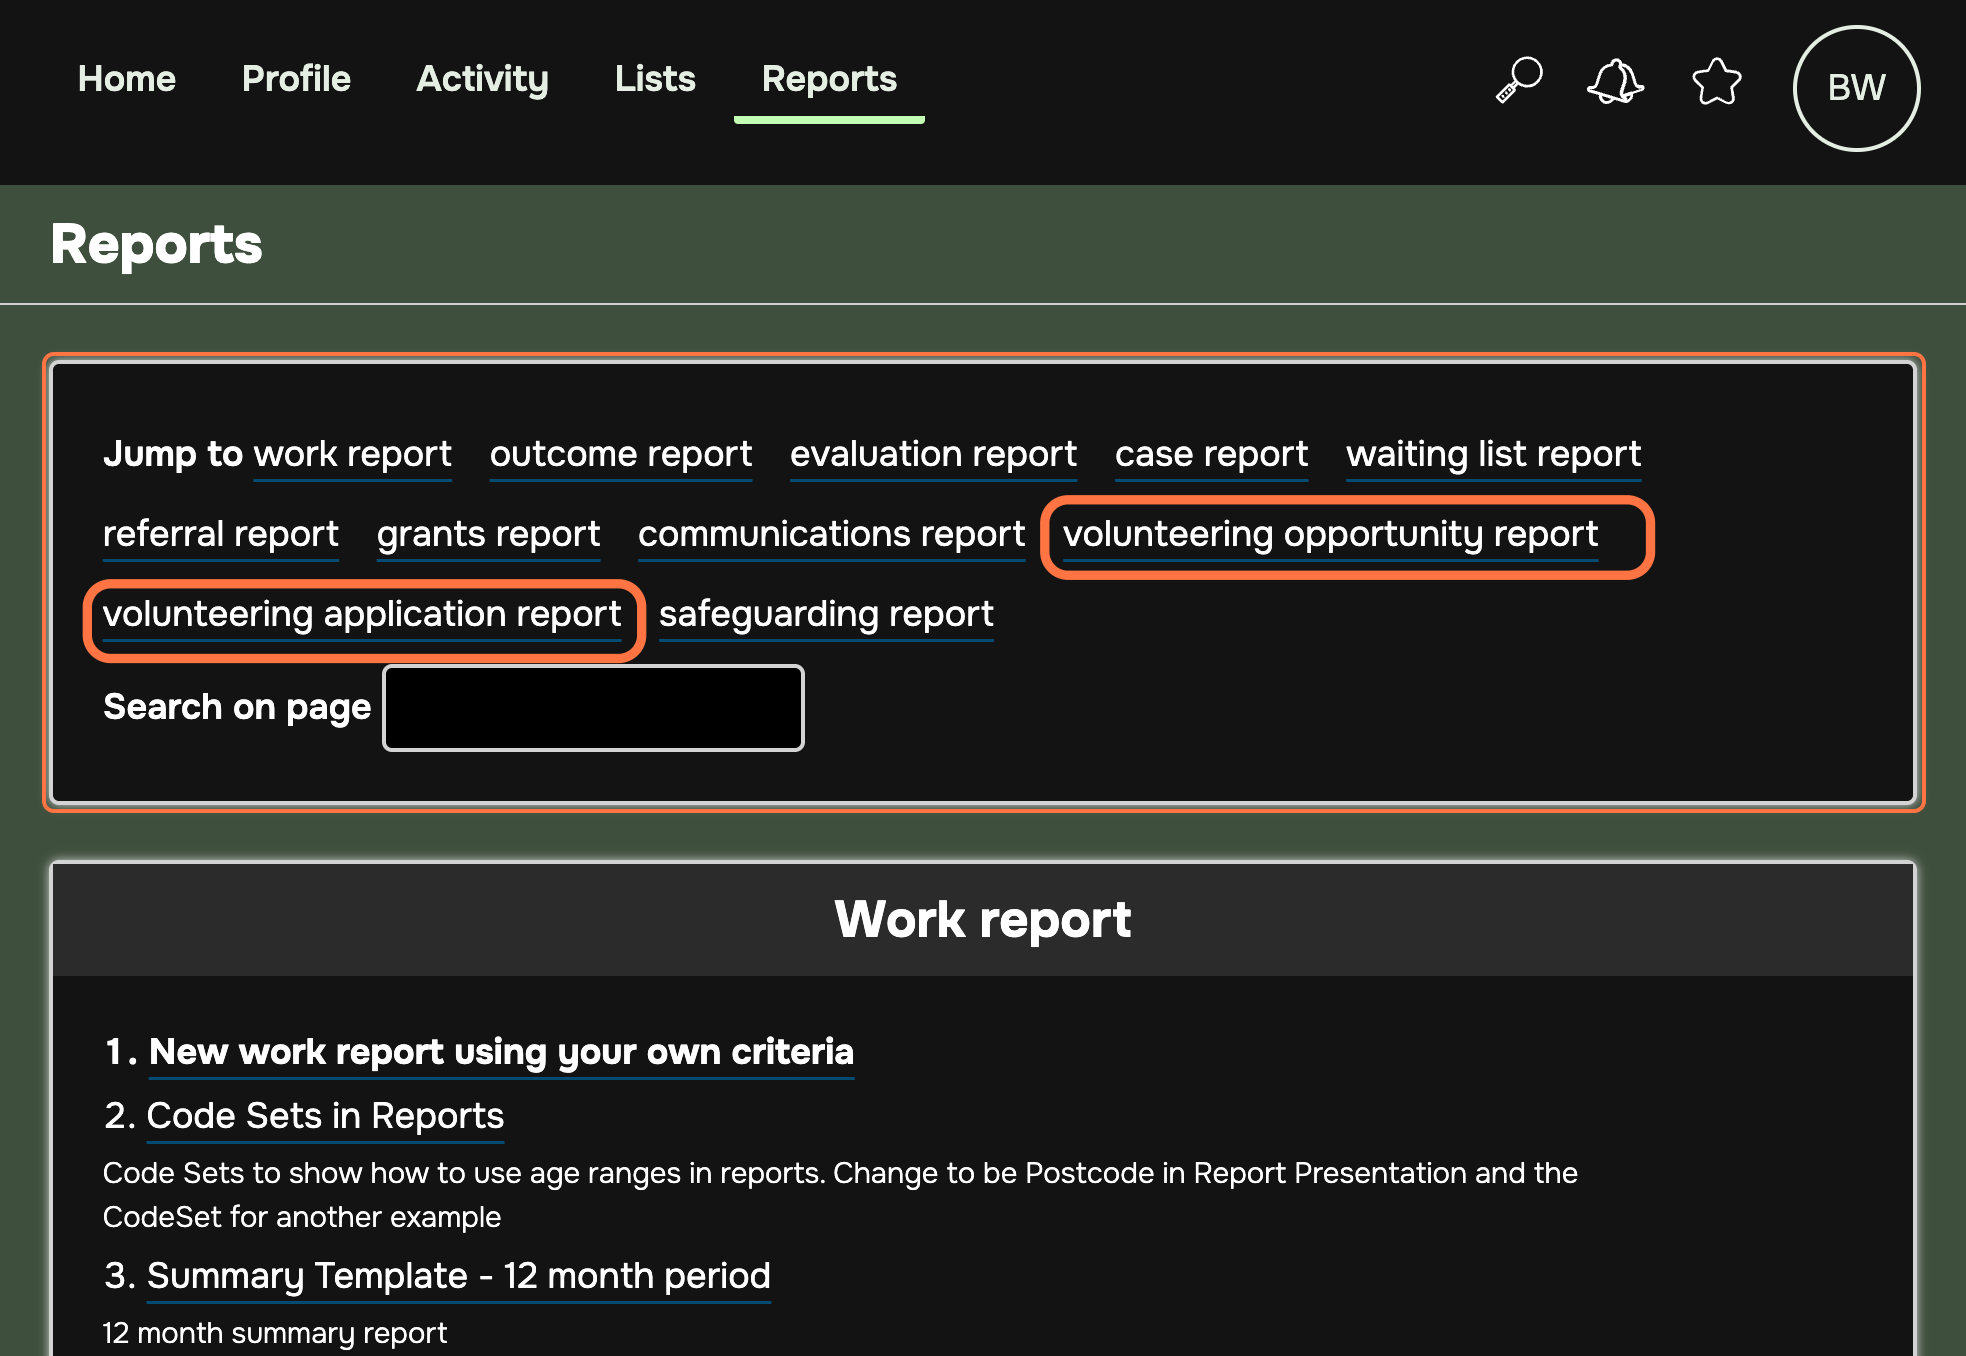 Home Profile Activity Lists Reports BW
Reports
Jump to work report outcome report evaluation report case report waiting list report
referral report grants report communications report volunteering opportunity report
volunteering application report safeguarding report
Search on page
Work report
1. New work report using your own criteria
2. Code Sets in Reports
Code Sets to show how to use age ranges in reports. Change to be Postcode in Report Presentation and the
CodeSet for another example
3. Summary Template - 12 month period
12 month summary report